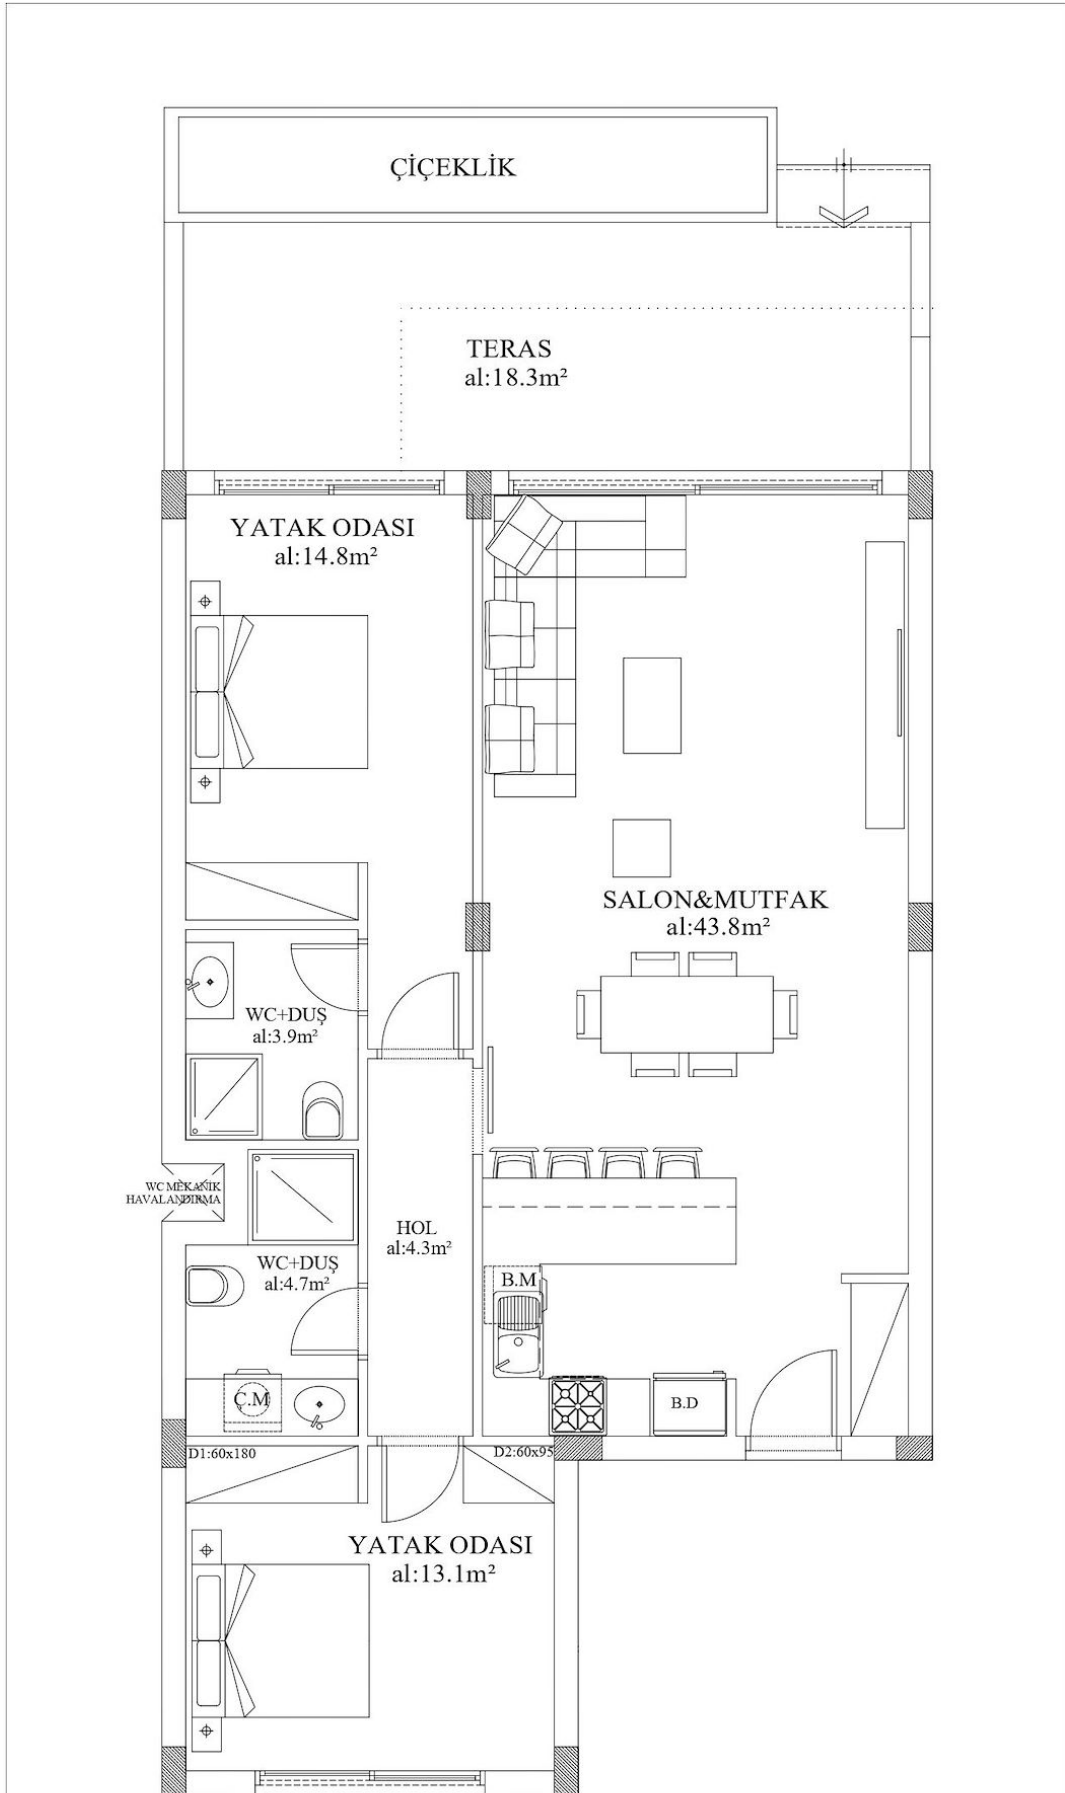 ÇİÇEKLİK
TERAS
al:18.3m²
YATAK ODASI
al:14.8m²
SALON&MUTFAK
al:43.8m²
WC+DUŞ
al:3.9m²
WC MEKANİK
HAVALANDIRMA
HOL
al:4.3m²
WC+DUŞ
al:4.7m²
B.M
Ç.M
B.D
D1:60x180
D2:60x95
YATAK ODASI
al:13.1m²